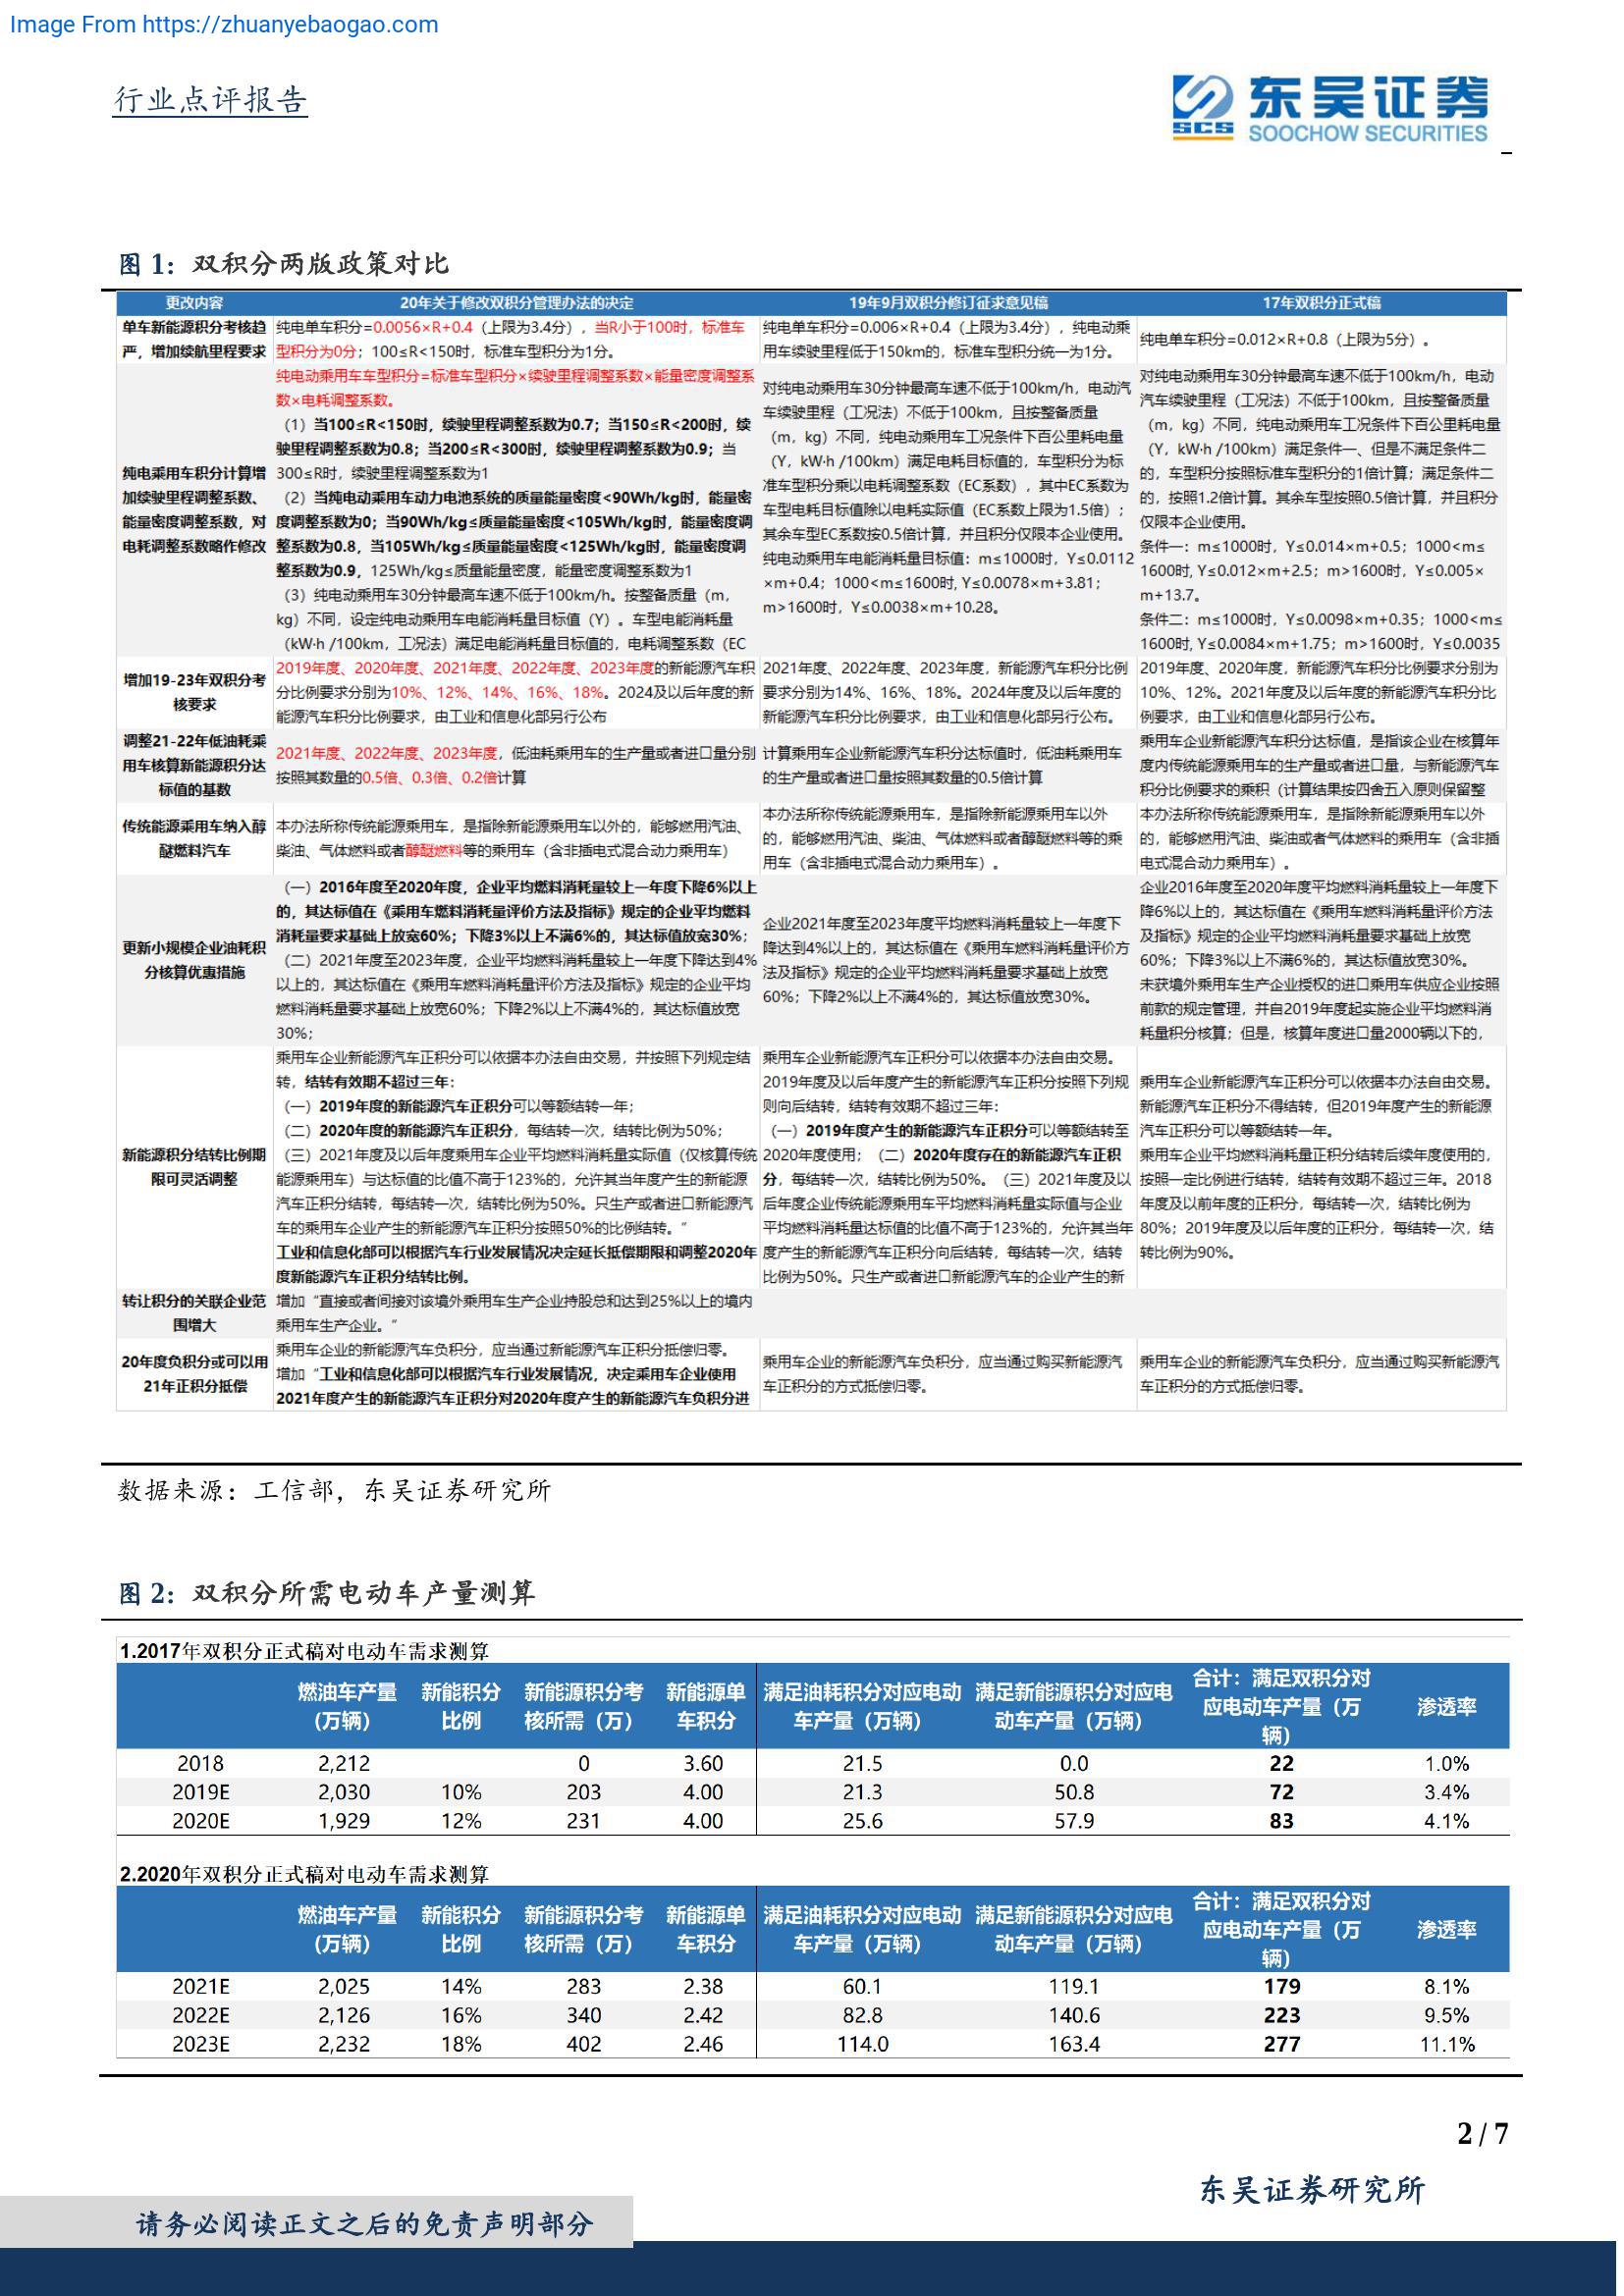 Image From https://zhuanyebaogao.com
行业点评报告
东吴证券
SCS
SOOCHOW SECURITIES
图 1：双积分两版政策对比
更改内容
20年关于修改双积分管理办法的决定
19年9月双积分修订征求意见稿
17年双积分正式稿
单车新能源积分考核趋
严，增加续航里程要求
纯电单车积分=0.0056×R+0.4（上限为3.4分），当R小于100时，标准车
型积分为0分；100≤R<150时，标准车型积分为1分。
纯电单车积分=0.006×R+0.4（上限为3.4分），纯电动乘
用车续驶里程低于150km的，标准车型积分统一为1分。
纯电单车积分=0.012×R+0.8（上限为5分）。
纯电乘用车积分计算增
加续驶里程调整系数、
能量密度调整系数，对
电耗调整系数略作修改
纯电动乘用车车型积分=标准车型积分×续驶里程调整系数×能量密度调整系
数×电耗调整系数。
（1）当100≤R<150时，续驶里程调整系数为0.7；当150≤R<200时，续
驶里程调整系数为0.8；当200≤R<300时，续驶里程调整系数为0.9；当
300≤R时，续驶里程调整系数为1
（2）当纯电动乘用车动力电池系统的质量能量密度<90Wh/kg时，能量密
度调整系数为0；当90Wh/kg≤质量能量密度<105Wh/kg时，能量密度调
整系数为0.8，当105Wh/kg≤质量能量密度<125Wh/kg时，能量密度调
整系数为0.9，125Wh/kg≤质量能量密度，能量密度调整系数为1
（3）纯电动乘用车30分钟最高车速不低于100km/h。按整备质量（m，
kg）不同，设定纯电动乘用车电能消耗量目标值（Y）。车型电能消耗量
（kW·h /100km，工况法）满足电能消耗量目标值的，电耗调整系数（EC
对纯电动乘用车30分钟最高车速不低于100km/h，电动汽
车续驶里程（工况法）不低于100km，且按整备质量
（m，kg）不同，纯电动乘用车工况条件下百公里耗电量
（Y，kW·h /100km）满足电耗目标值的，车型积分为标
准车型积分乘以电耗调整系数（EC系数），其中EC系数为
车型电耗目标值除以电耗实际值（EC系数上限为1.5倍）；
其余车型EC系数按0.5倍计算，并且积分仅限本企业使用。
纯电动乘用车电能消耗量目标值：m≤1000时，Y≤0.0112
×m+0.4；1000<m≤1600时, Y≤0.0078×m+3.81；
m>1600时，Y≤0.0038×m+10.28。
对纯电动乘用车30分钟最高车速不低于100km/h，电动
汽车续驶里程（工况法）不低于100km，且按整备质量
（m，kg）不同，纯电动乘用车工况条件下百公里耗电量
（Y，kW·h /100km）满足条件一、但是不满足条件二
的，车型积分按照标准车型积分的1倍计算；满足条件二
的，按照1.2倍计算。其余车型按照0.5倍计算，并且积分
仅限本企业使用。
条件一：m≤1000时，Y≤0.014×m+0.5；1000<m≤
1600时, Y≤0.012×m+2.5；m>1600时，Y≤0.005×
m+13.7。
条件二：m≤1000时，Y≤0.0098×m+0.35；1000<m≤
1600时, Y≤0.0084×m+1.75；m>1600时，Y≤0.0035
增加19-23年双积分考
核要求
2019年度、2020年度、2021年度、2022年度、2023年度的新能源汽车积
分比例要求分别为10%、12%、14%、16%、18%。2024及以后年度的新
能源汽车积分比例要求，由工业和信息化部另行公布
2021年度、2022年度、2023年度，新能源汽车积分比例
要求分别为14%、16%、18%。2024年度及以后年度的
新能源汽车积分比例要求，由工业和信息化部另行公布。
2019年度、2020年度，新能源汽车积分比例要求分别为
10%、12%。2021年度及以后年度的新能源汽车积分比
例要求，由工业和信息化部另行公布。
调整21-22年低油耗乘
用车核算新能源积分达
标值的基数
2021年度、2022年度、2023年度，低油耗乘用车的生产量或者进口量分别
按照其数量的0.5倍、0.3倍、0.2倍计算
计算乘用车企业新能源汽车积分达标值时，低油耗乘用车
的生产量或者进口量按照其数量的0.5倍计算
乘用车企业新能源汽车积分达标值，是指该企业在核算年
度内传统能源乘用车的生产量或者进口量，与新能源汽车
积分比例要求的乘积（计算结果按四舍五入原则保留整
传统能源乘用车纳入醇
醚燃料汽车
本办法所称传统能源乘用车，是指除新能源乘用车以外的，能够燃用汽油、
柴油、气体燃料或者醇醚燃料等的乘用车（含非插电式混合动力乘用车）
本办法所称传统能源乘用车，是指除新能源乘用车以外
的，能够燃用汽油、柴油、气体燃料或者醇醚燃料等的乘
用车（含非插电式混合动力乘用车）。
本办法所称传统能源乘用车，是指除新能源乘用车以外
的，能够燃用汽油、柴油或者气体燃料的乘用车（含非插
电式混合动力乘用车）。
更新小规模企业油耗积
分核算优惠措施
（一）2016年度至2020年度，企业平均燃料消耗量较上一年度下降6%以上
的，其达标值在《乘用车燃料消耗量评价方法及指标》规定的企业平均燃料
消耗量要求基础上放宽60%；下降3%以上不满6%的，其达标值放宽30%；
（二）2021年度至2023年度，企业平均燃料消耗量较上一年度下降达到4%
以上的，其达标值在《乘用车燃料消耗量评价方法及指标》规定的企业平均
燃料消耗量要求基础上放宽60%；下降2%以上不满4%的，其达标值放宽
30%；
企业2021年度至2023年度平均燃料消耗量较上一年度下
降达到4%以上的，其达标值在《乘用车燃料消耗量评价方
法及指标》规定的企业平均燃料消耗量要求基础上放宽
60%；下降2%以上不满4%的，其达标值放宽30%。
企业2016年度至2020年度平均燃料消耗量较上一年度下
降6%以上的，其达标值在《乘用车燃料消耗量评价方法
及指标》规定的企业平均燃料消耗量要求基础上放宽
60%；下降3%以上不满6%的，其达标值放宽30%。
未获境外乘用车生产企业授权的进口乘用车供应企业按照
前款的规定管理，并自2019年度起实施企业平均燃料消
耗量积分核算；但是，核算年度进口量2000辆以下的，
新能源积分结转比例期
限可灵活调整
乘用车企业新能源汽车正积分可以依据本办法自由交易，并按照下列规定结
转，结转有效期不超过三年：
（一）2019年度的新能源汽车正积分可以等额结转一年；
（二）2020年度的新能源汽车正积分，每结转一次，结转比例为50%；
（三）2021年度及以后年度乘用车企业平均燃料消耗量实际值（仅核算传统
能源乘用车）与达标值的比值不高于123%的，允许其当年度产生的新能源
汽车正积分结转，每结转一次，结转比例为50%。只生产或者进口新能源汽
车的乘用车企业产生的新能源汽车正积分按照50%的比例结转。”
工业和信息化部可以根据汽车行业发展情况决定延长抵偿期限和调整2020年
度新能源汽车正积分结转比例。
乘用车企业新能源汽车正积分可以依据本办法自由交易。
2019年度及以后年度产生的新能源汽车正积分按照下列规
则向后结转，结转有效期不超过三年：
（一）2019年度产生的新能源汽车正积分可以等额结转至
2020年度使用；（二）2020年度存在的新能源汽车正积
分，每结转一次，结转比例为50%。（三）2021年度及以
后年度企业传统能源乘用车平均燃料消耗量实际值与企业
平均燃料消耗量达标值的比值不高于123%的，允许其当年
度产生的新能源汽车正积分向后结转，每结转一次，结转
比例为50%。只生产或者进口新能源汽车的企业产生的新
乘用车企业新能源汽车正积分可以依据本办法自由交易。
新能源汽车正积分不得结转，但2019年度产生的新能源
汽车正积分可以等额结转一年。
乘用车企业平均燃料消耗量正积分结转后续年度使用的，
按照一定比例进行结转，结转有效期不超过三年。2018
年度及以前年度的正积分，每结转一次，结转比例为
80%；2019年度及以后年度的正积分，每结转一次，结
转比例为90%。
转让积分的关联企业范
围增大
增加“直接或者间接对该境外乘用车生产企业持股总和达到25%以上的境内
乘用车生产企业。”
20年度负积分或可以用
21年正积分抵偿
乘用车企业的新能源汽车负积分，应当通过新能源汽车正积分抵偿归零。
增加“工业和信息化部可以根据汽车行业发展情况，决定乘用车企业使用
2021年度产生的新能源汽车正积分对2020年度产生的新能源汽车负积分进
乘用车企业的新能源汽车负积分，应当通过购买新能源汽
车正积分的方式抵偿归零。
乘用车企业的新能源汽车负积分，应当通过购买新能源汽
车正积分的方式抵偿归零。
数据来源：工信部，东吴证券研究所
图 2：双积分所需电动车产量测算
1.2017年双积分正式稿对电动车需求测算
燃油车产量（万辆） 新能积分比例 新能源积分考核所需（万） 新能源单车积分 满足油耗积分对应电动车产量（万辆） 满足新能源积分对应电动车产量（万辆） 合计：满足双积分对应电动车产量（万辆） 渗透率
2018 2,212 0 3.60 21.5 0.0 22 1.0%
2019E 2,030 10% 203 4.00 21.3 50.8 72 3.4%
2020E 1,929 12% 231 4.00 25.6 57.9 83 4.1%
2.2020年双积分正式稿对电动车需求测算
燃油车产量（万辆） 新能积分比例 新能源积分考核所需（万） 新能源单车积分 满足油耗积分对应电动车产量（万辆） 满足新能源积分对应电动车产量（万辆） 合计：满足双积分对应电动车产量（万辆） 渗透率
2021E 2,025 14% 283 2.38 60.1 119.1 179 8.1%
2022E 2,126 16% 340 2.42 82.8 140.6 223 9.5%
2023E 2,232 18% 402 2.46 114.0 163.4 277 11.1%
2 / 7
东吴证券研究所
请务必阅读正文之后的免责声明部分